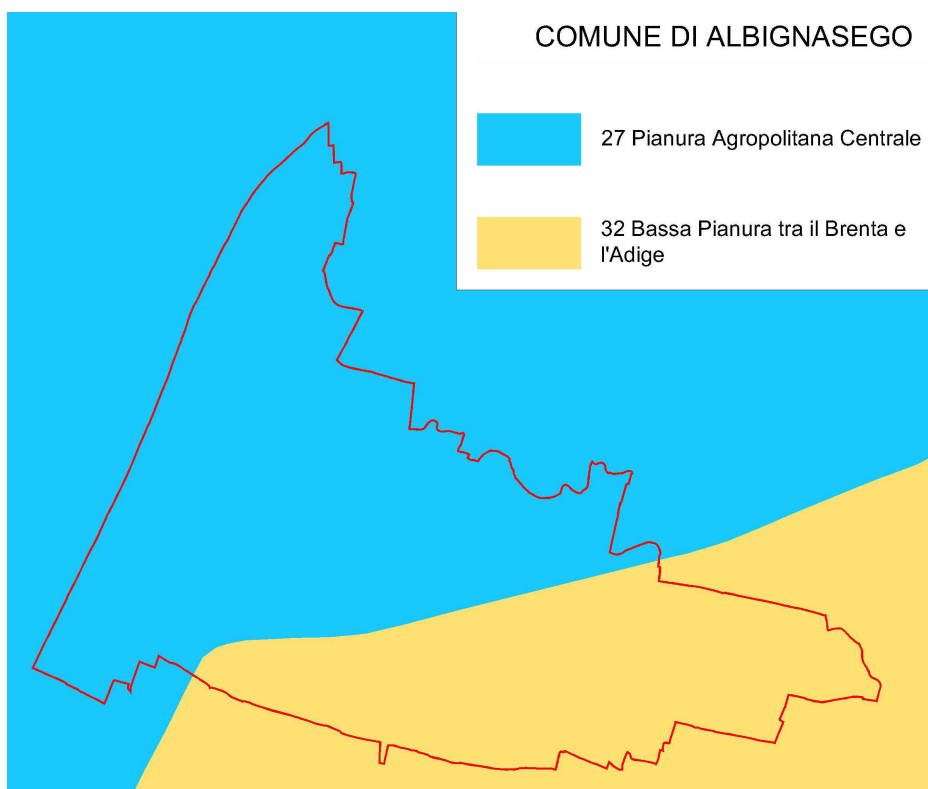 COMUNE DI ALBIGNASEGO
27 Pianura Agropolitana Centrale
32 Bassa Pianura tra il Brenta e
l'Adige